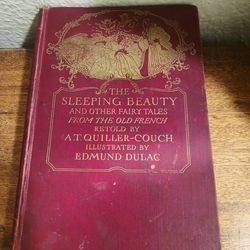 THE
SLEEPING BEAUTY
AND OTHER FAIRY TALES
FROM THE OLD FRENCH
RETOLD BY
A.T. QUILLER-COUCH
ILLUSTRATED BY
EDMUND DULAC